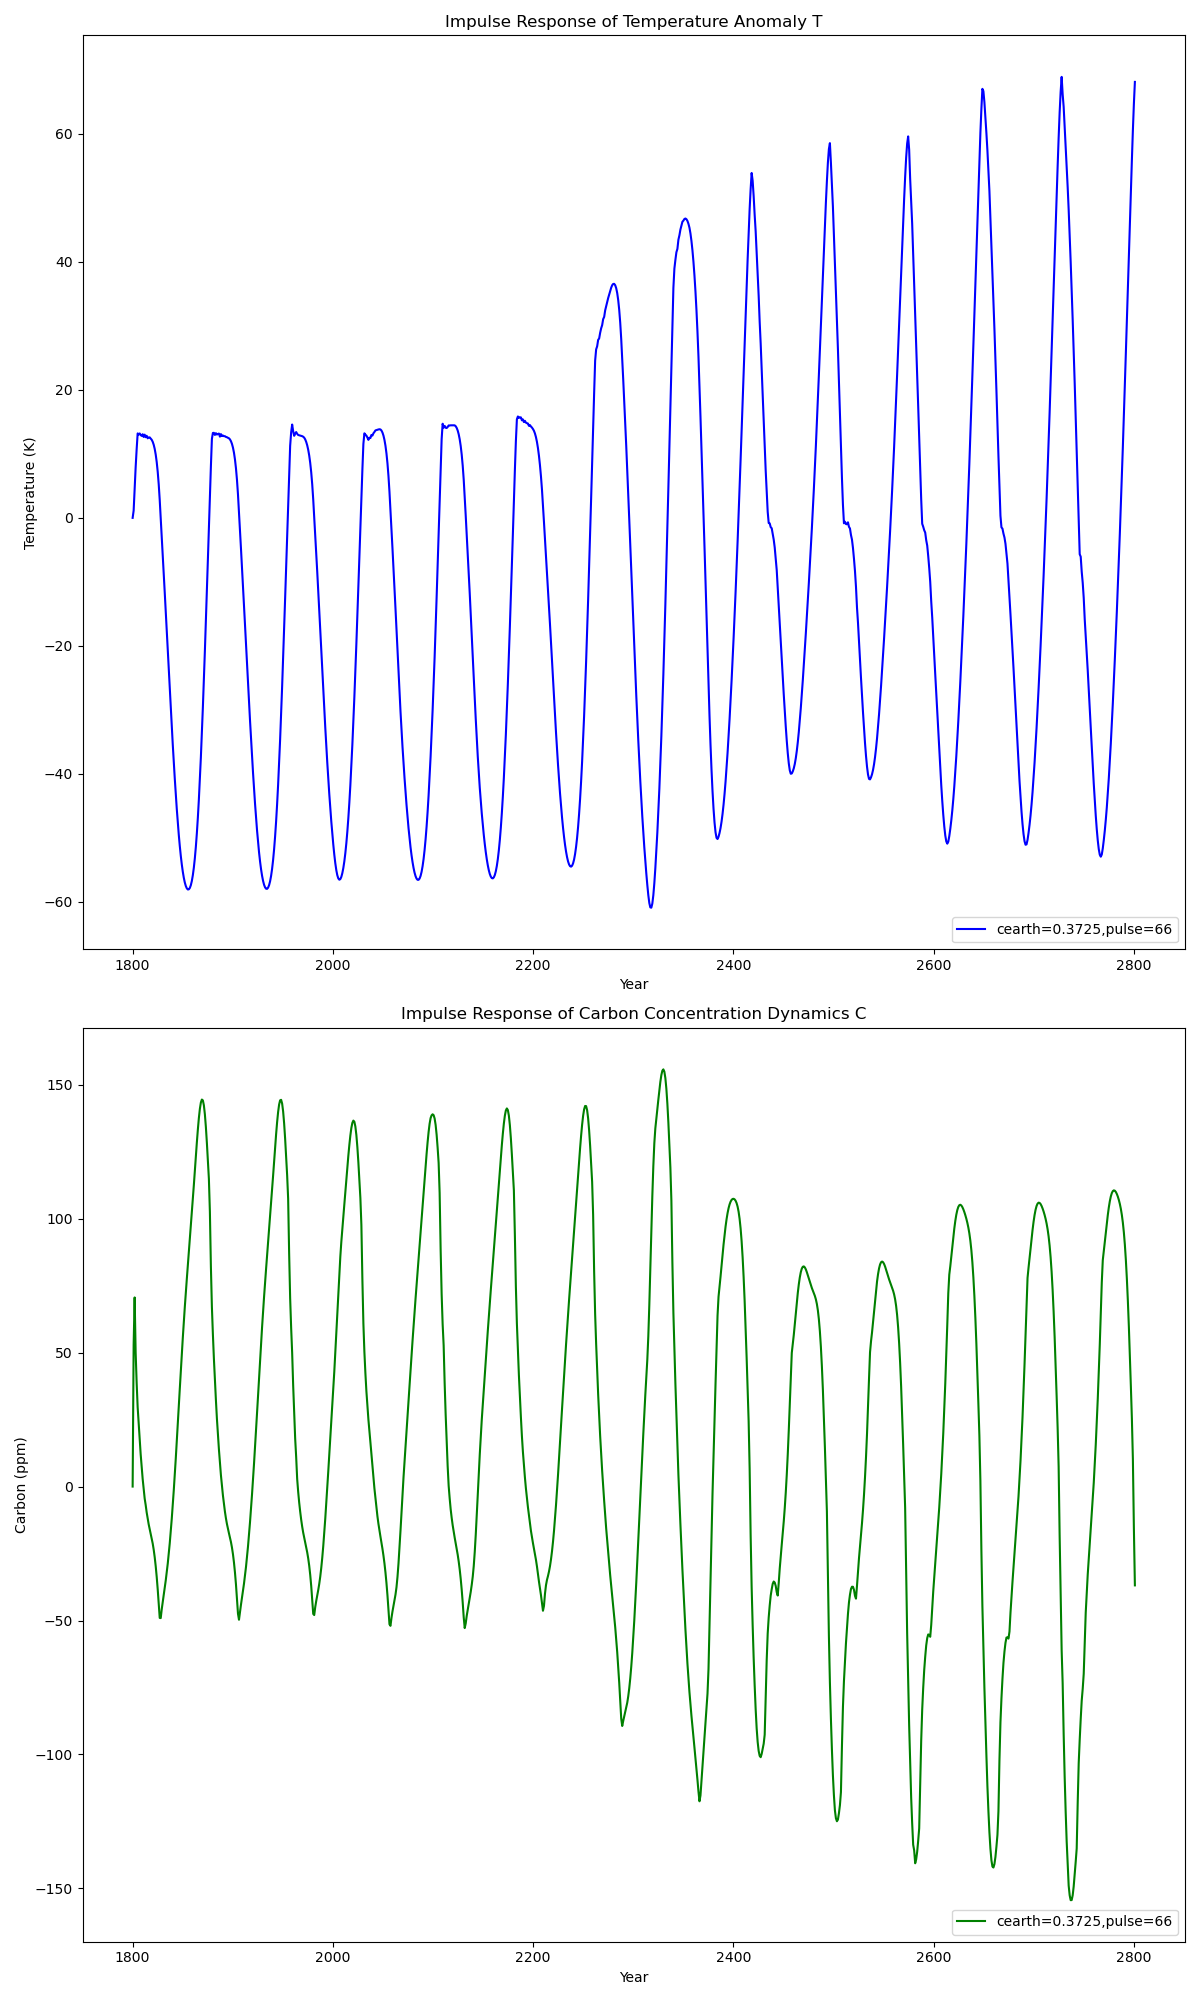 Impulse Response of Temperature Anomaly T
Temperature (K)
60
40
20
0
−20
−40
−60
cearth=0.3725,pulse=66
1800 2000 2200 2400 2600 2800
Year
Impulse Response of Carbon Concentration Dynamics C
Carbon (ppm)
150
100
50
0
−50
−100
−150
cearth=0.3725,pulse=66
1800 2000 2200 2400 2600 2800
Year